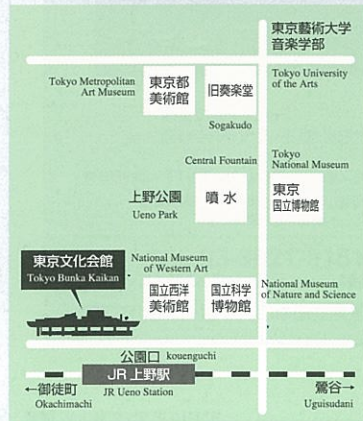 東京藝術大学
音楽学部
Tokyo University
of the Arts
Tokyo Metropolitan
Art Museum
東京都
美術館
旧奏楽堂
Sogakudo
Central Fountain
Tokyo
National Museum
上野公園
Ueno Park
噴水
東京
国立博物館
東京文化会館
Tokyo Bunka Kaikan
National Museum
of Western Art
国立西洋
美術館
国立科学
博物館
National Museum
of Nature and Science
公園口 kouenguchi
JR 上野駅
JR Ueno Station
←御徒町
Okachimachi
鶯谷→
Uguisudani